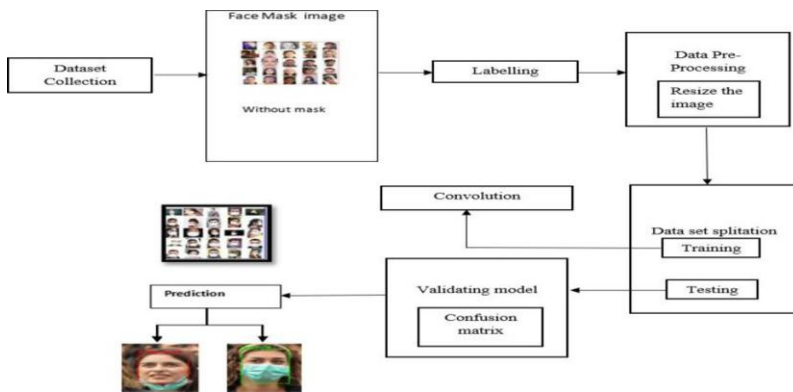 Face Mask image
Dataset
Collection
Without mask
Labelling
Data Pre-
Processing
Resize the
image
Convolution
Data set splitation
Training
Testing
Validating model
Confusion
matrix
Prediction